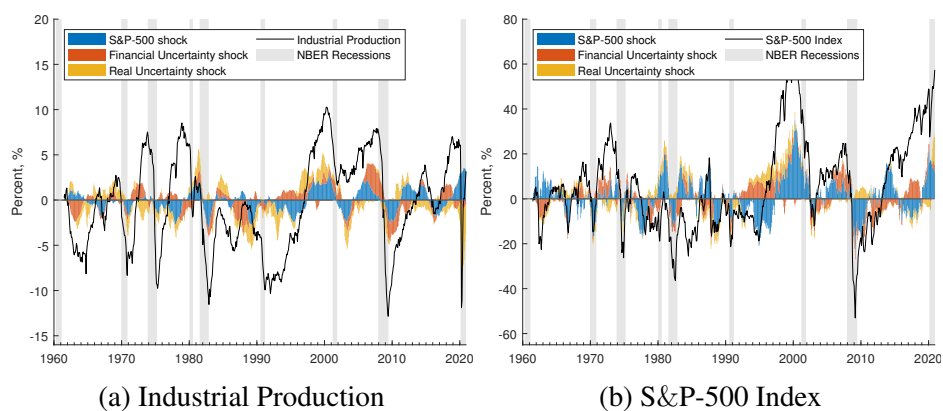 20
15
10
5
0
-5
-10
-15
Percent, %
S&P-500 shock
Financial Uncertainty shock
Real Uncertainty shock
Industrial Production
NBER Recessions
1960 1970 1980 1990 2000 2010 2020
(a) Industrial Production
80
60
40
20
0
-20
-40
-60
Percent, %
S&P-500 shock
Financial Uncertainty shock
Real Uncertainty shock
S&P-500 Index
NBER Recessions
1960 1970 1980 1990 2000 2010 2020
(b) S&P-500 Index